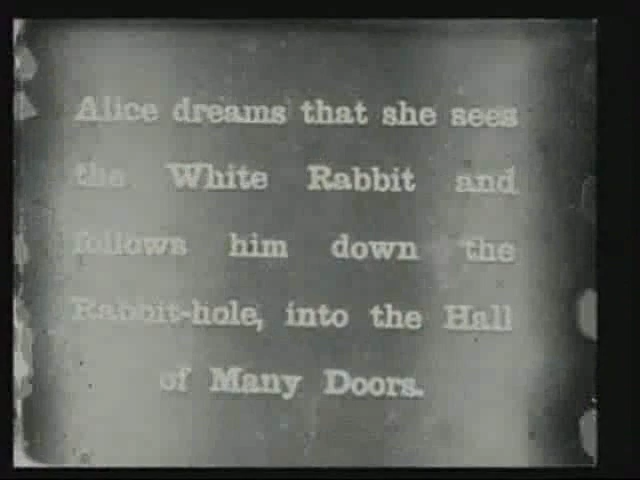 Alice dreams that she sees
the White Rabbit and
follows him down the
Rabbit-hole, into the Hall
of Many Doors.